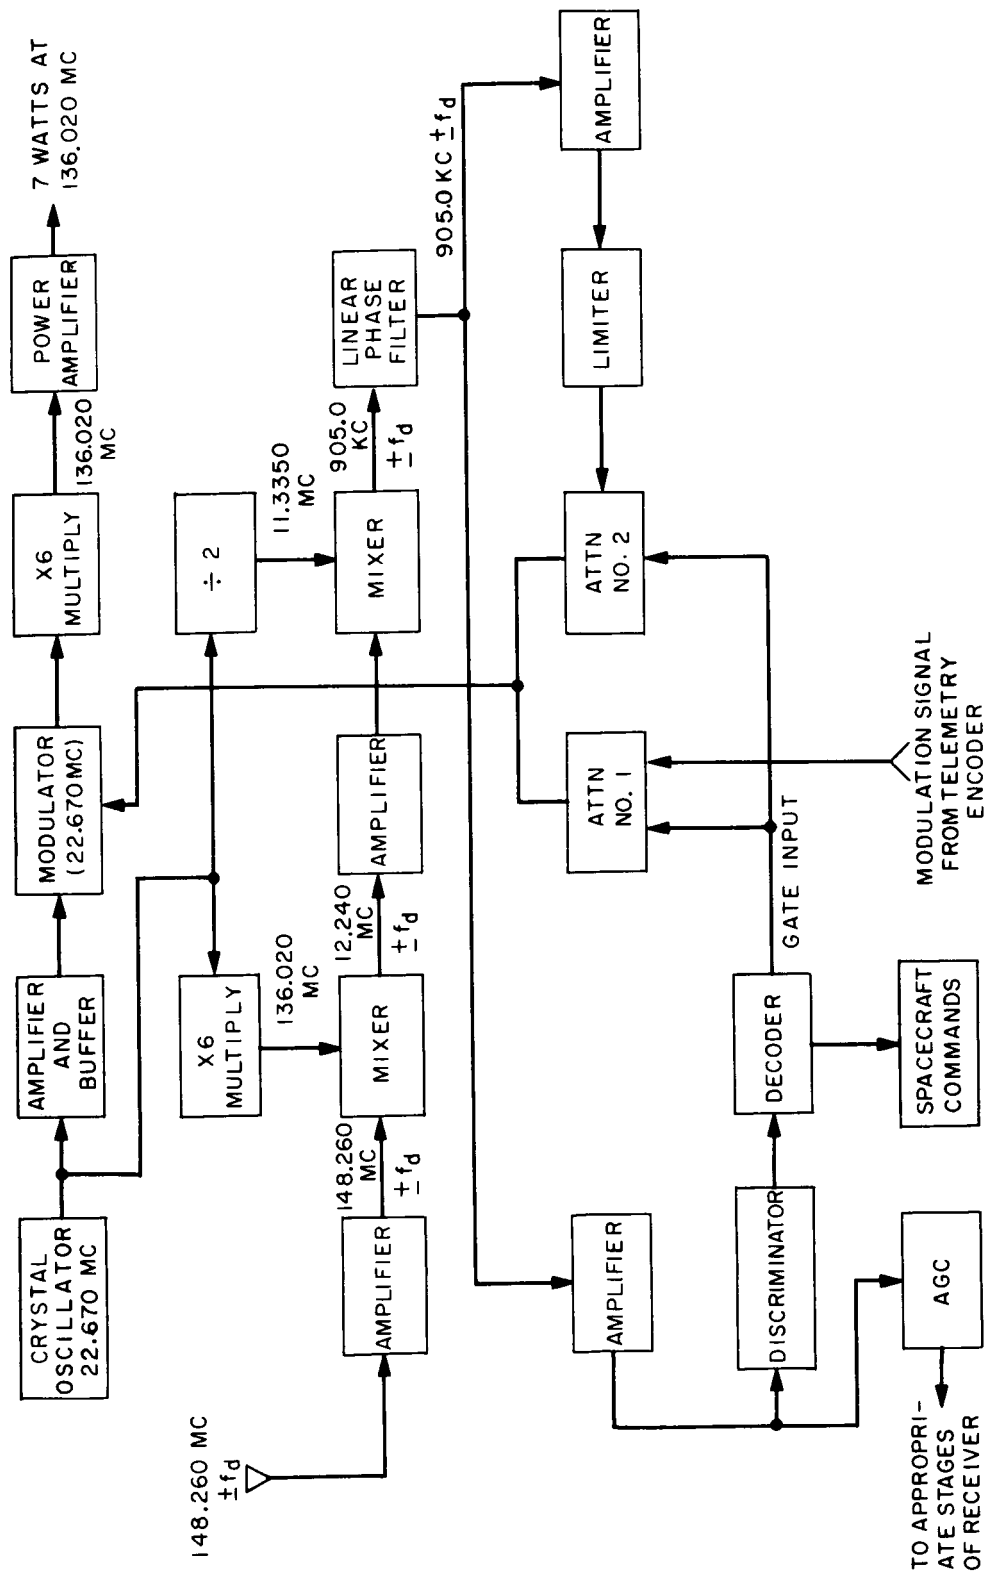 CRYSTAL
OSCILLATOR
22.670 MC
AMPLIFIER
AND
BUFFER
MODULATOR
(22.670MC)
X6
MULTIPLY
136.020
MC
POWER
AMPLIFIER
7 WATTS AT
136.020 MC
X6
MULTIPLY
136.020
MC
÷ 2
11.3350
MC
148.260 MC
±fd
AMPLIFIER
148.260
MC
±fd
MIXER
12.240
MC
±fd
AMPLIFIER
MIXER
905.0
KC
±fd
LINEAR
PHASE
FILTER
905.0 KC ±fd
AMPLIFIER
ATTN
NO. 1
ATTN
NO. 2
LIMITER
AMPLIFIER
DISCRIMINATOR
DECODER
GATE INPUT
MODULATION SIGNAL
FROM TELEMETRY
ENCODER
TO APPROPRI-
ATE STAGES
OF RECEIVER
AGC
SPACECRAFT
COMMANDS